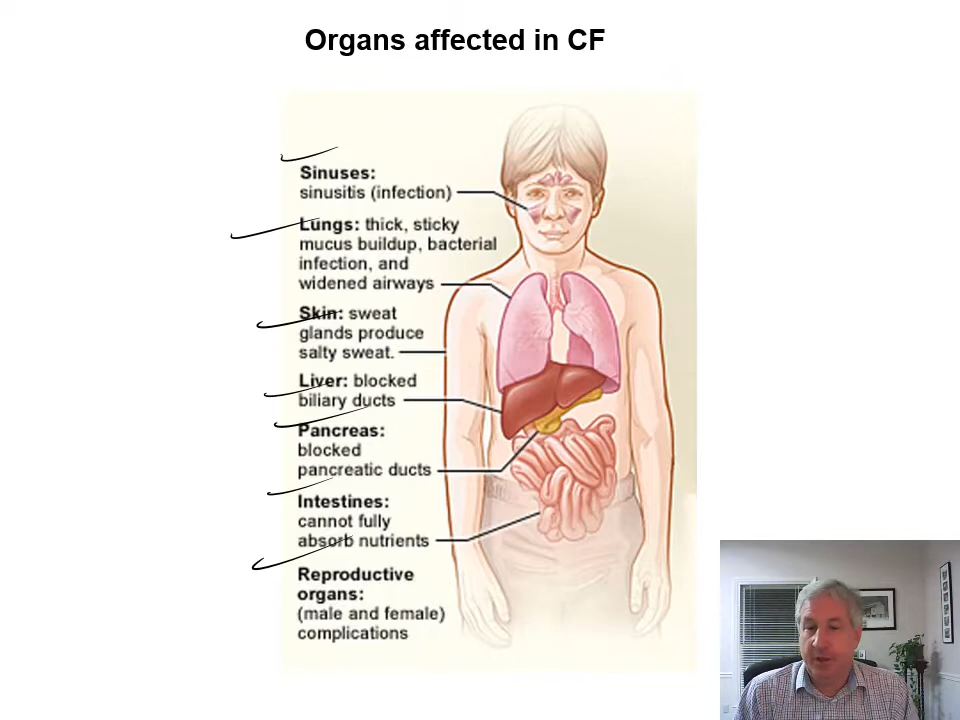 Organs affected in CF
Sinuses:
sinusitis (infection)
Lungs: thick, sticky
mucus buildup, bacterial
infection, and
widened airways
Skin: sweat
glands produce
salty sweat.
Liver: blocked
biliary ducts
Pancreas:
blocked
pancreatic ducts
Intestines:
cannot fully
absorb nutrients
Reproductive
organs:
(male and female)
complications